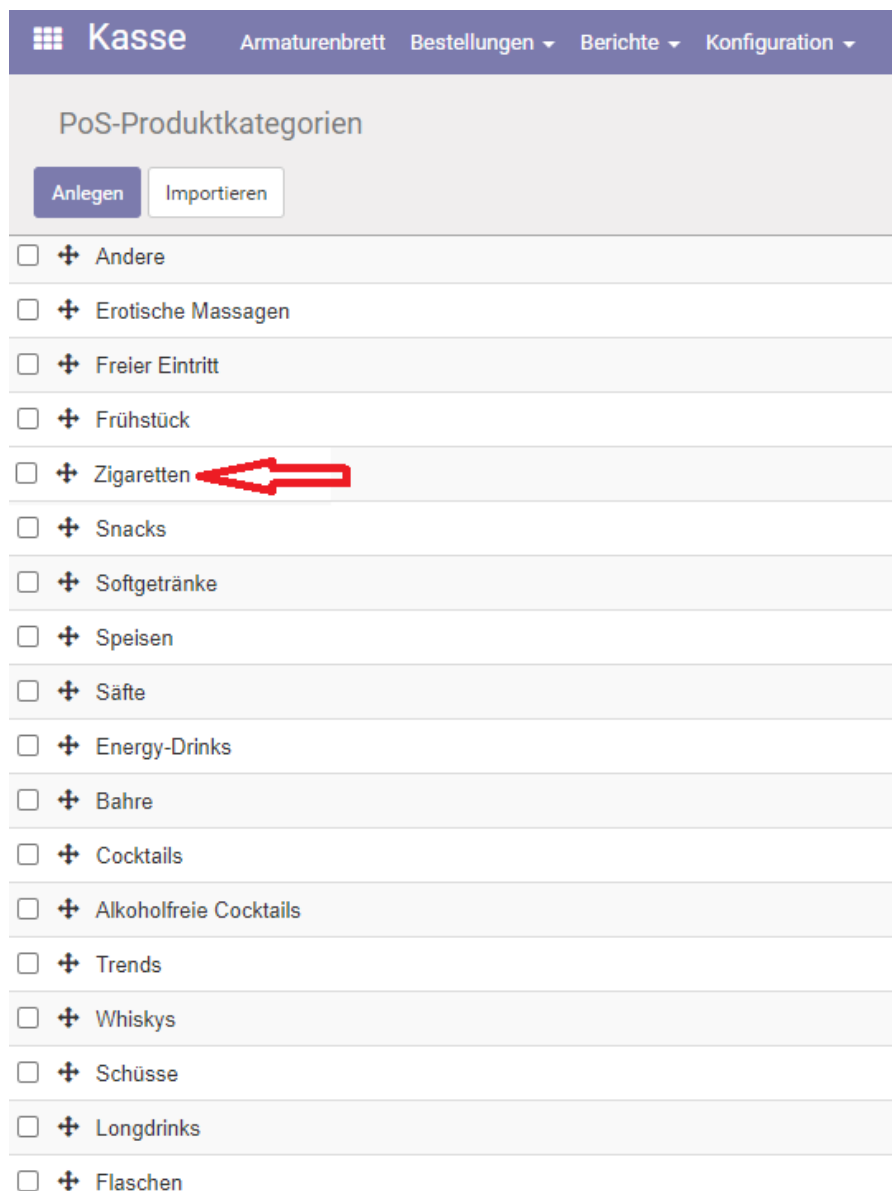 Kasse Armaturenbrett Bestellungen Berichte Konfiguration
PoS-Produktkategorien
Anlegen Importieren
Andere
Erotische Massagen
Freier Eintritt
Frühstück
Zigaretten
Snacks
Softgetränke
Speisen
Säfte
Energy-Drinks
Bahre
Cocktails
Alkoholfreie Cocktails
Trends
Whiskys
Schüsse
Longdrinks
Flaschen